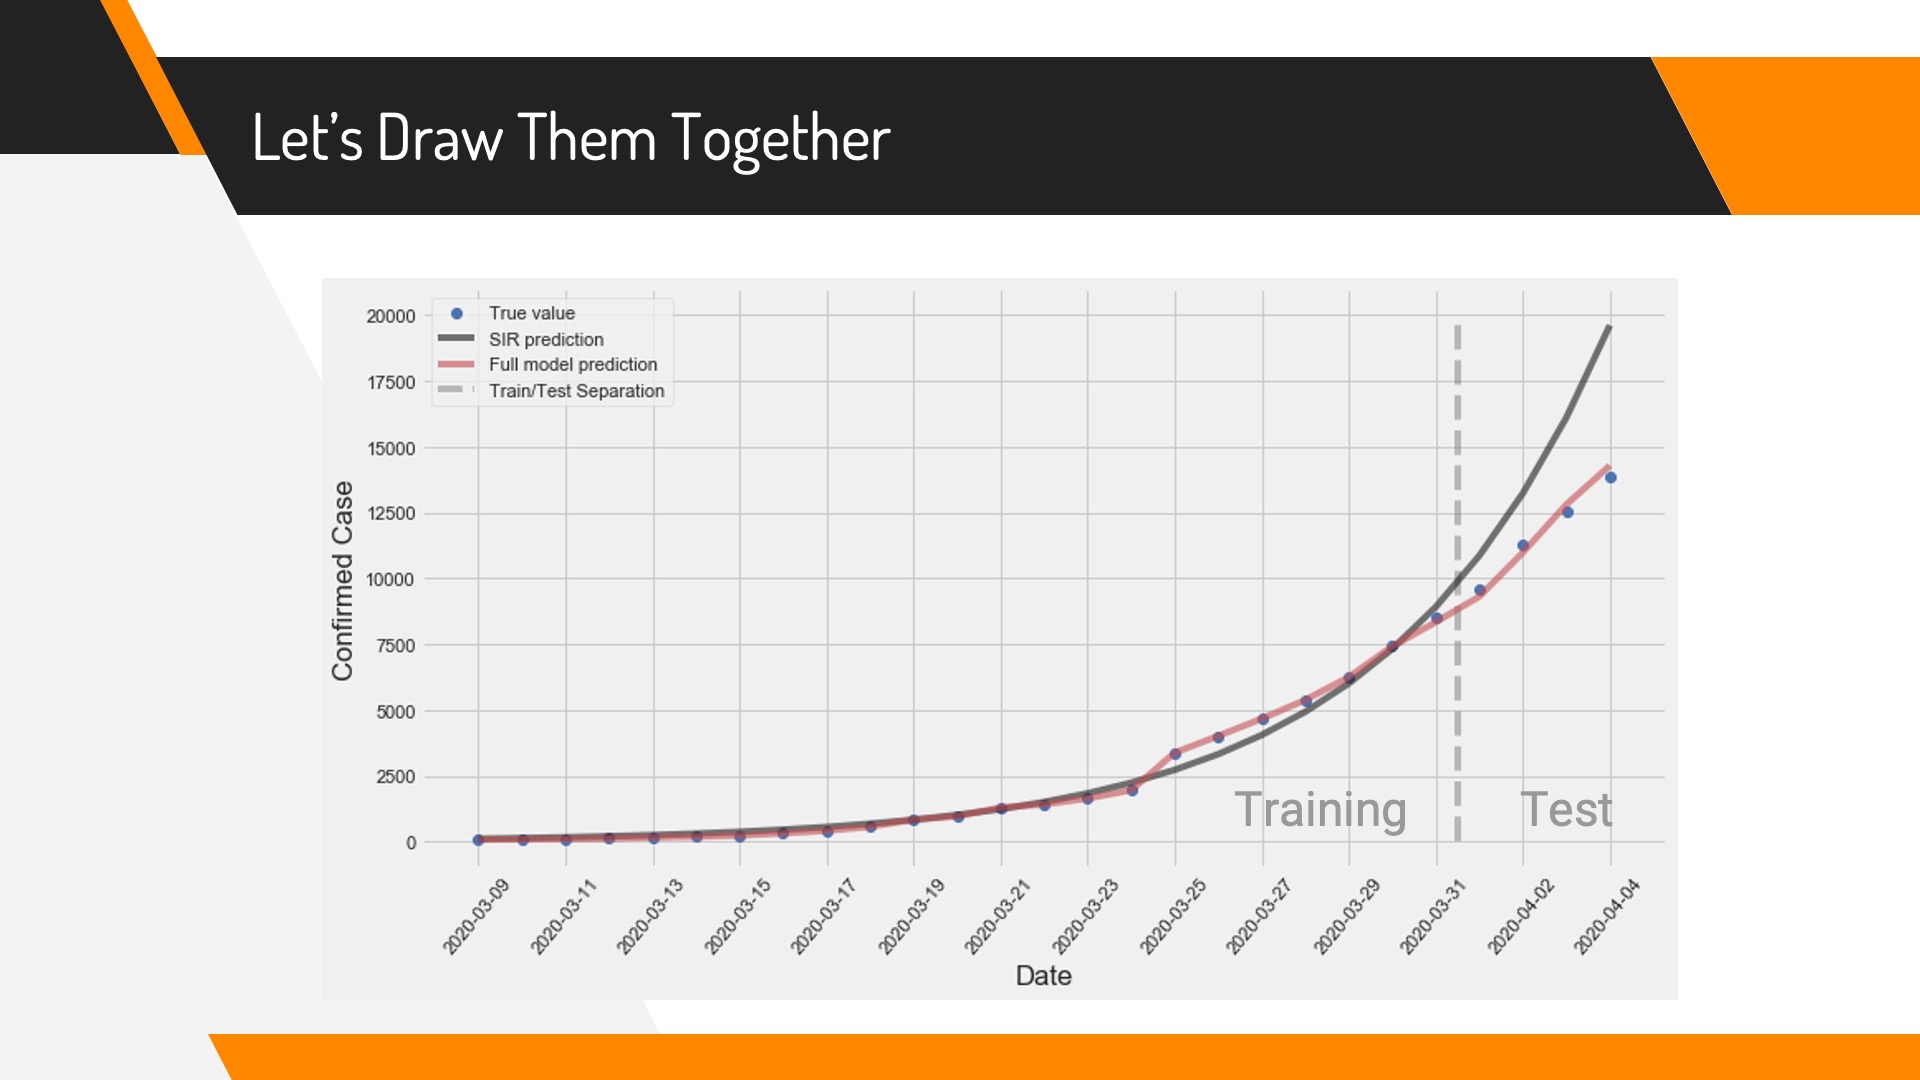 Let's Draw Them Together
True value
SIR prediction
Full model prediction
Train/Test Separation
20000
17500
15000
12500
10000
7500
5000
2500
0
Confirmed Case
Training
Test
2020-03-09
2020-03-11
2020-03-13
2020-03-15
2020-03-17
2020-03-19
2020-03-21
2020-03-23
2020-03-25
2020-03-27
2020-03-29
2020-03-31
2020-04-02
2020-04-04
Date